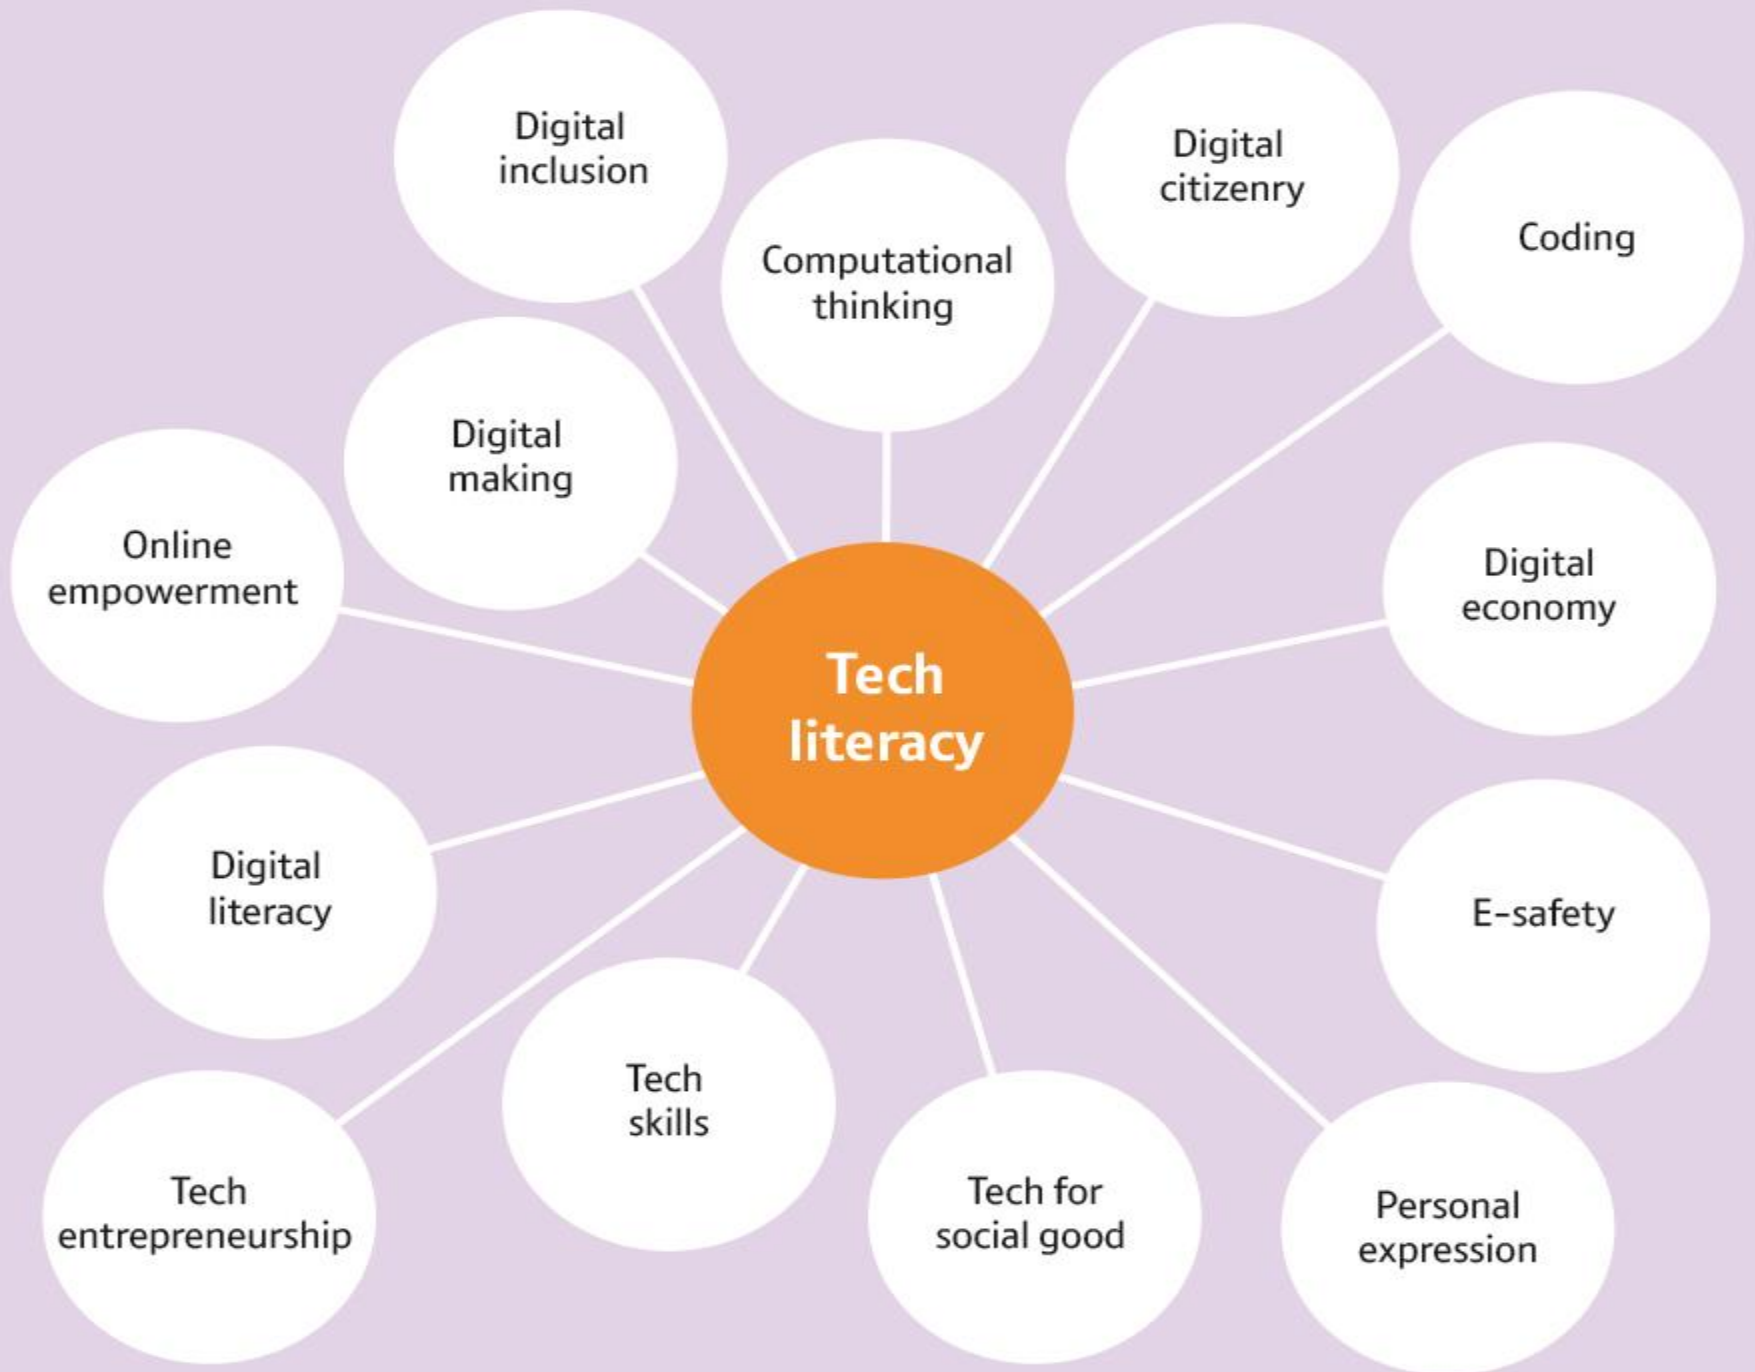 Digital
inclusion
Computational
thinking
Digital
citizenry
Coding
Digital
making
Online
empowerment
Digital
economy
Tech
literacy
Digital
literacy
E-safety
Tech
skills
Tech
entrepreneurship
Tech for
social good
Personal
expression